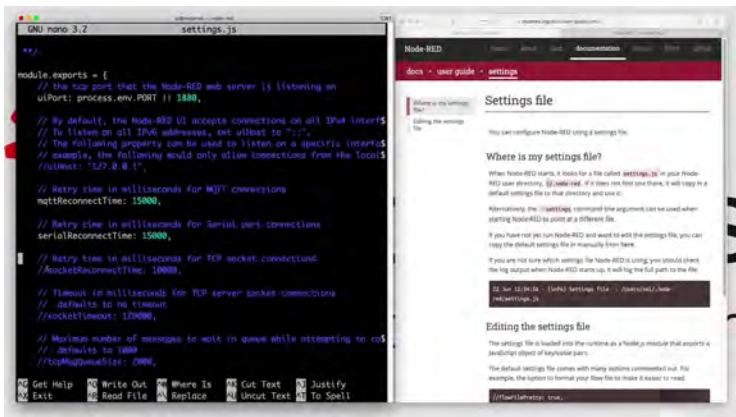 GNU nano 3.2 settings.js
**/
module.exports = {
// the tcp port that the Node-RED web server is listening on
uiPort: process.env.PORT || 1880,
// By default, the Node-RED UI accepts connections on all IPv4 interf$
// To listen on all IPv6 addresses, set uiHost to "::",
// The following property can be used to listen on a specific interfa$
// example, the following would only allow connections from the local$
//uiHost: "127.0.0.1",
// Retry time in milliseconds for MQTT connections
mqttReconnectTime: 15000,
// Retry time in milliseconds for Serial port connections
serialReconnectTime: 15000,
// Retry time in milliseconds for TCP socket connections
//socketReconnectTime: 10000,
// Timeout in milliseconds for TCP server socket connections
// defaults to no timeout
//socketTimeout: 120000,
// Maximum number of messages to wait in queue while attempting to co$
// defaults to 1000
//tcpMsgQueueSize: 2000,
^G Get Help ^O Write Out ^W Where Is ^K Cut Text ^J Justify
^X Exit ^R Read File ^\ Replace ^U Uncut Text ^T To Spell
Node-RED
documentation
docs • user guide • settings
Where is my settings file?
Editing the settings file
Settings file
You can configure Node-RED using a settings file.
Where is my settings file?
When Node-RED starts, it looks for a file called settings.js in your Node-
RED user directory, If it does not find one there, it will copy in a
default settings file to that directory and use it.
Alternatively, the --settings command line argument can be used when
starting Node-RED to point at a different file.
If you have not yet run Node-RED and want to edit the settings file, you can
copy the default settings file in manually from here.
If you are not sure which settings file Node-RED is using, you should check
the log output when Node-RED starts up, it will log the full path to the file:
[info] Settings file :
red/settings.js
Editing the settings file
The settings file is loaded into the runtime as a Node.js module that exports a
JavaScript object of key/value pairs.
The default settings file comes with many options commented out. For
example, the option to format your flow file to make it easier to read.
//flowFilePretty: true,